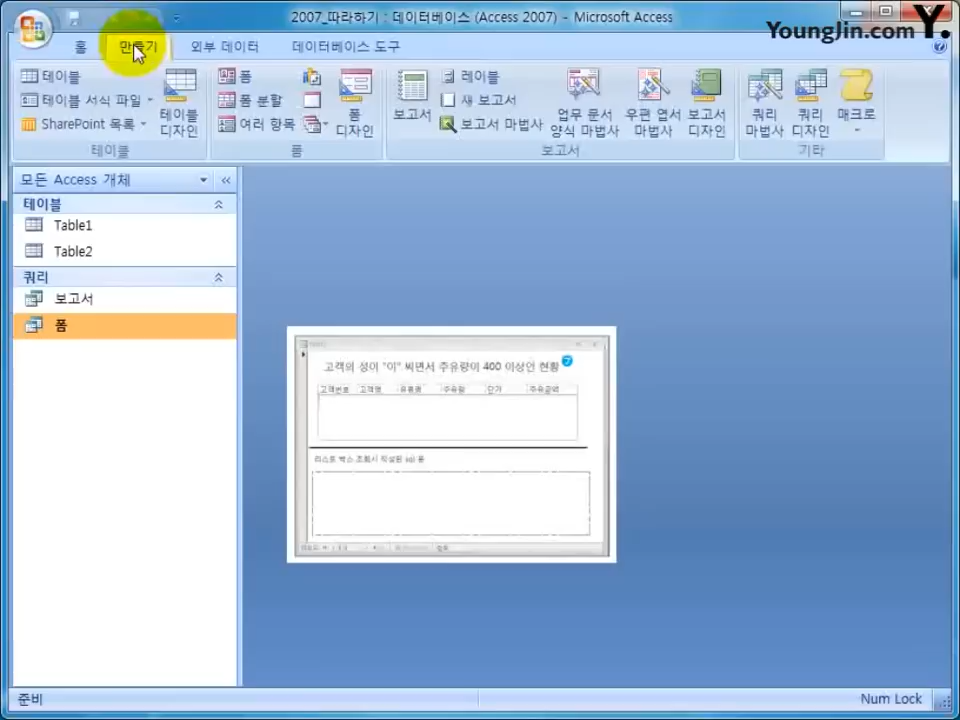 2007_따라하기 : 데이터베이스 (Access 2007) - Microsoft Access
YoungJin.com Y.
홈 만들기 외부 데이터 데이터베이스 도구
테이블
테이블 서식 파일
SharePoint 목록
테이블 디자인
테이블
폼
폼 분할
여러 항목
폼 디자인
폼
보고서
레이블
새 보고서
보고서 마법사
업무 문서 양식 마법사
우편 엽서 마법사
보고서 디자인
보고서
쿼리 마법사
쿼리 디자인
매크로
기타
모든 Access 개체
테이블
Table1
Table2
쿼리
보고서
폼
고객의 성이 "이" 씨면서 주유량이 400 이상인 현황 7
고객번호 고객명 유종명 주유량 단가 주유금액
리스트 박스 조회시 작성된 sql 문
준비
Num Lock